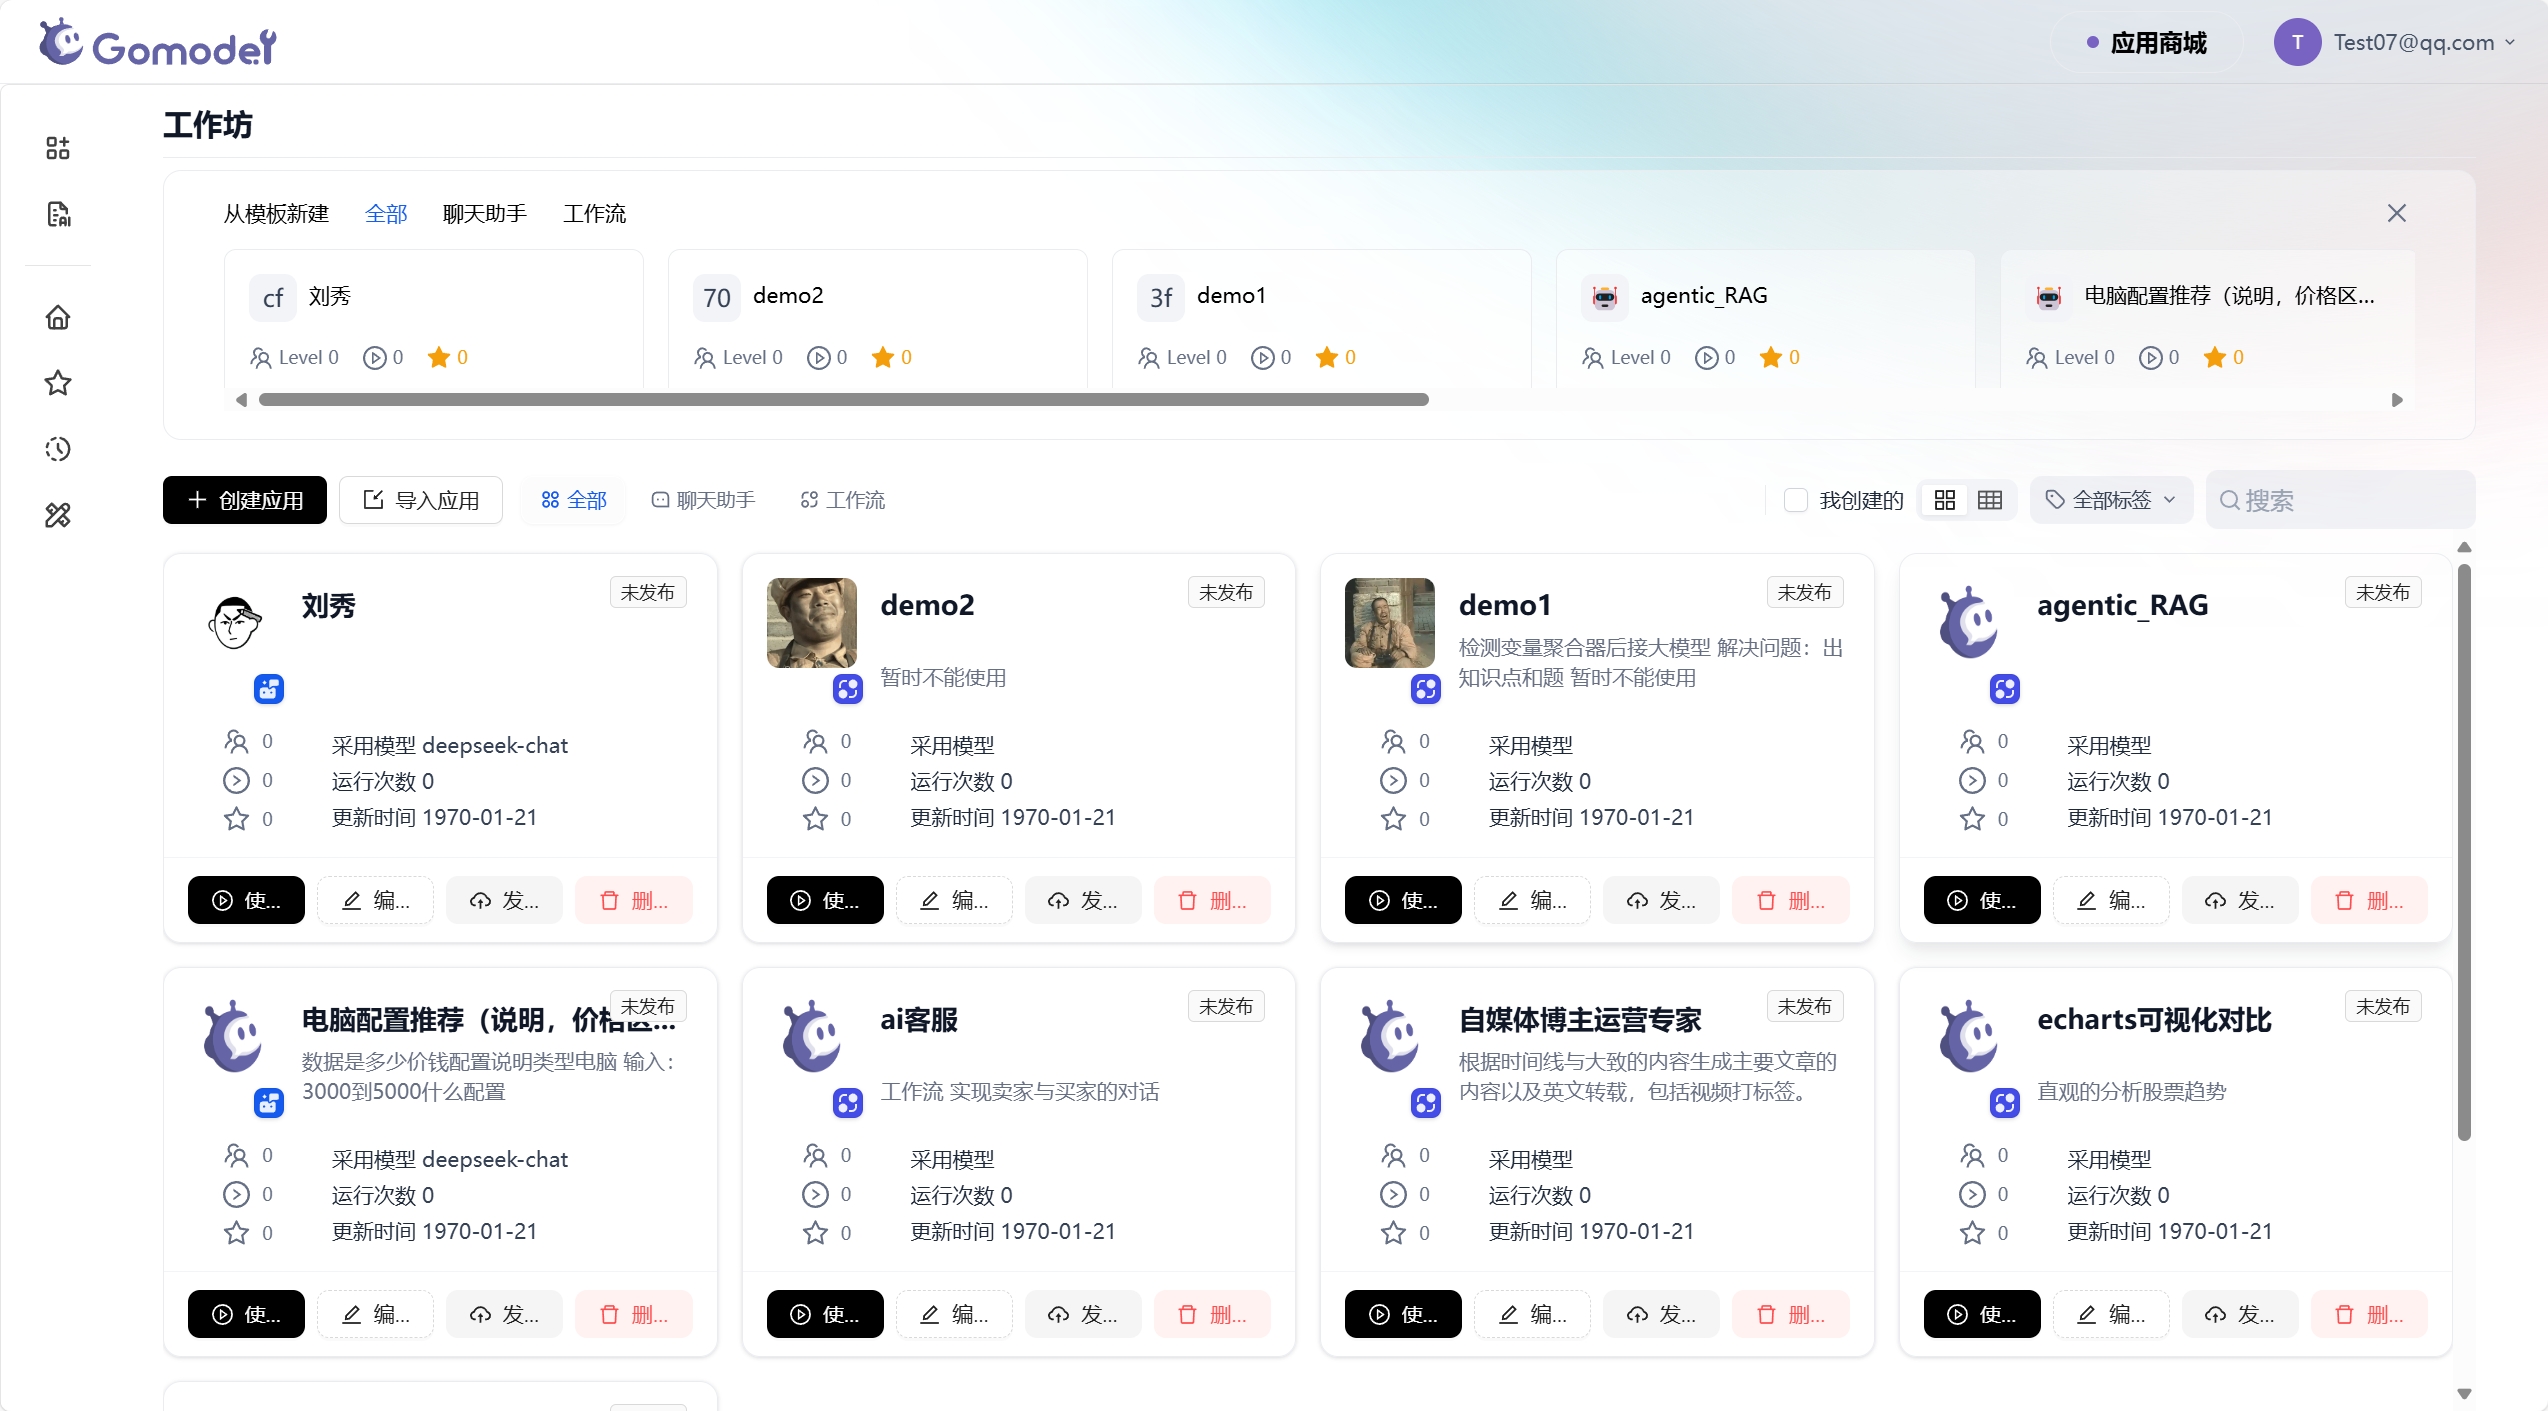 Gomodel
应用商城
T
Test07@qq.com
工作坊
从模板新建 全部 聊天助手 工作流
cf 刘秀
Level 0 0 0
70 demo2
Level 0 0 0
3f demo1
Level 0 0 0
agentic_RAG
Level 0 0 0
电脑配置推荐（说明，价格区...
Level 0 0 0
创建应用 导入应用 全部 聊天助手 工作流
我创建的 全部标签 搜索
刘秀 未发布
0 采用模型 deepseek-chat
0 运行次数 0
0 更新时间 1970-01-21
使... 编... 发... 删...
demo2 未发布
暂时不能使用
0 采用模型
0 运行次数 0
0 更新时间 1970-01-21
使... 编... 发... 删...
demo1 未发布
检测变量聚合器后接大模型 解决问题：出
知识点和题 暂时不能使用
0 采用模型
0 运行次数 0
0 更新时间 1970-01-21
使... 编... 发... 删...
agentic_RAG 未发布
0 采用模型
0 运行次数 0
0 更新时间 1970-01-21
使... 编... 发... 删...
电脑配置推荐（说明，价格区... 未发布
数据是多少价钱配置说明类型电脑 输入：
3000到5000什么配置
0 采用模型 deepseek-chat
0 运行次数 0
0 更新时间 1970-01-21
使... 编... 发... 删...
ai客服 未发布
工作流 实现卖家与买家的对话
0 采用模型
0 运行次数 0
0 更新时间 1970-01-21
使... 编... 发... 删...
自媒体博主运营专家 未发布
根据时间线与大致的内容生成主要文章的
内容以及英文转载，包括视频打标签。
0 采用模型
0 运行次数 0
0 更新时间 1970-01-21
使... 编... 发... 删...
echarts可视化对比 未发布
直观的分析股票趋势
0 采用模型
0 运行次数 0
0 更新时间 1970-01-21
使... 编... 发... 删...